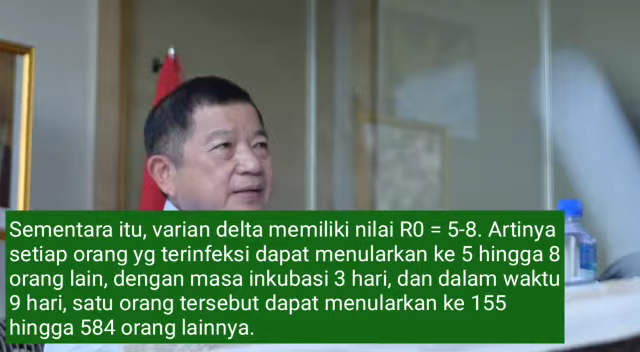 Sementara itu, varian delta memiliki nilai R0 = 5-8. Artinya
setiap orang yg terinfeksi dapat menularkan ke 5 hingga 8
orang lain, dengan masa inkubasi 3 hari, dan dalam waktu
9 hari, satu orang tersebut dapat menularkan ke 155
hingga 584 orang lainnya.